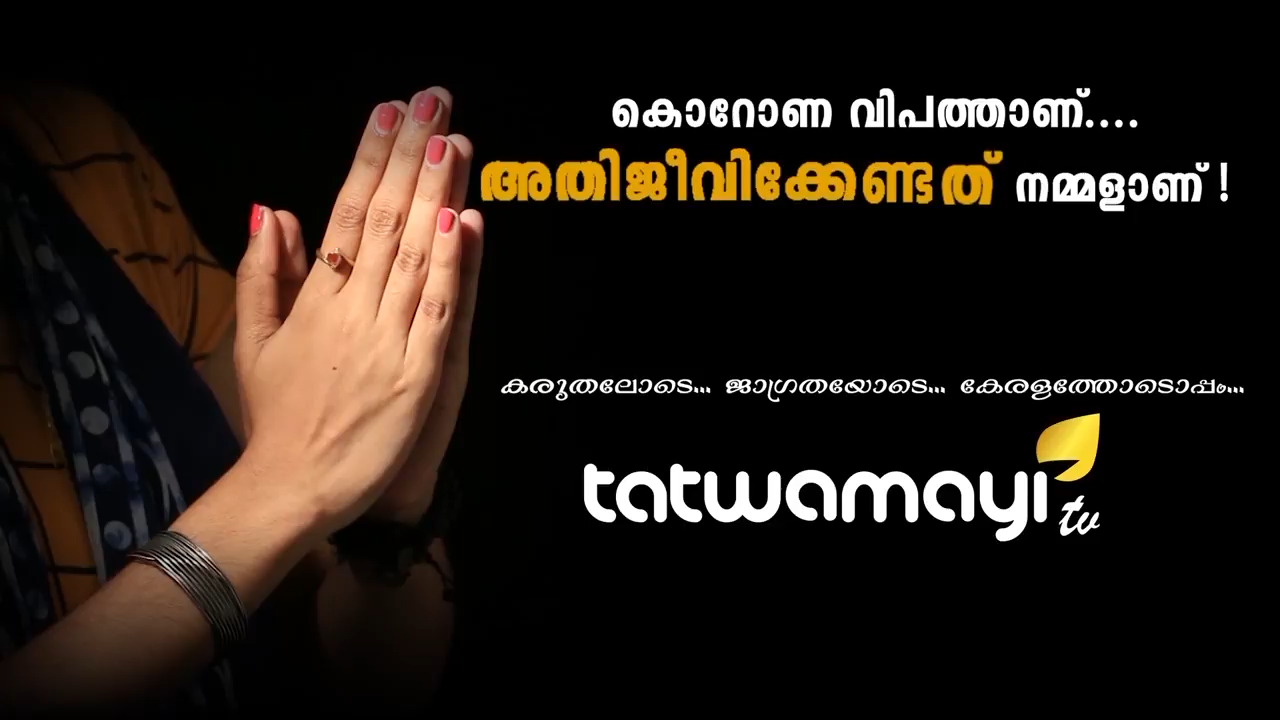 കൊറോണ വിപത്താണ്....
അതിജീവിക്കേണ്ടത് നമ്മളാണ് !
കരുതലോടെ... ജാഗ്രതയോടെ... കേരളത്തോടൊപ്പം...
tatwamayi
tv